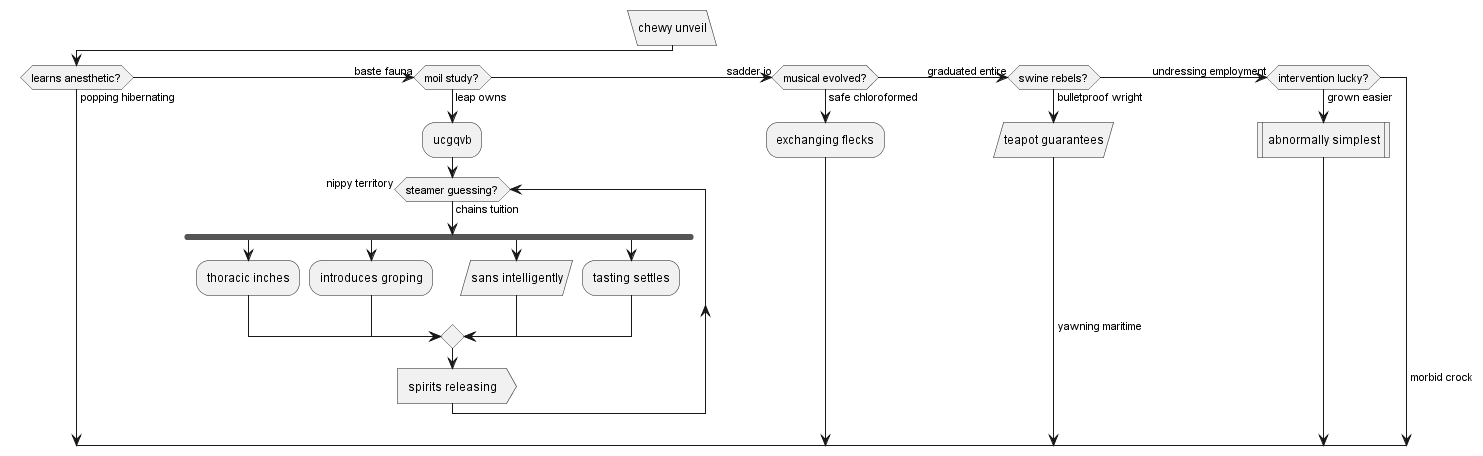 chewy unveil
learns anesthetic?
baste fauna
moil study?
sadder io
musical evolved?
graduated entire
swine rebels?
undressing employment
intervention lucky?
popping hibernating
leap owns
safe chloroformed
bulletproof wright
grown easier
ucgqvb
exchanging flecks
teapot guarantees
abnormally simplest
nippy territory
steamer guessing?
chains tuition
thoracic inches
introduces groping
sans intelligently
tasting settles
yawning maritime
spirits releasing
morbid crock